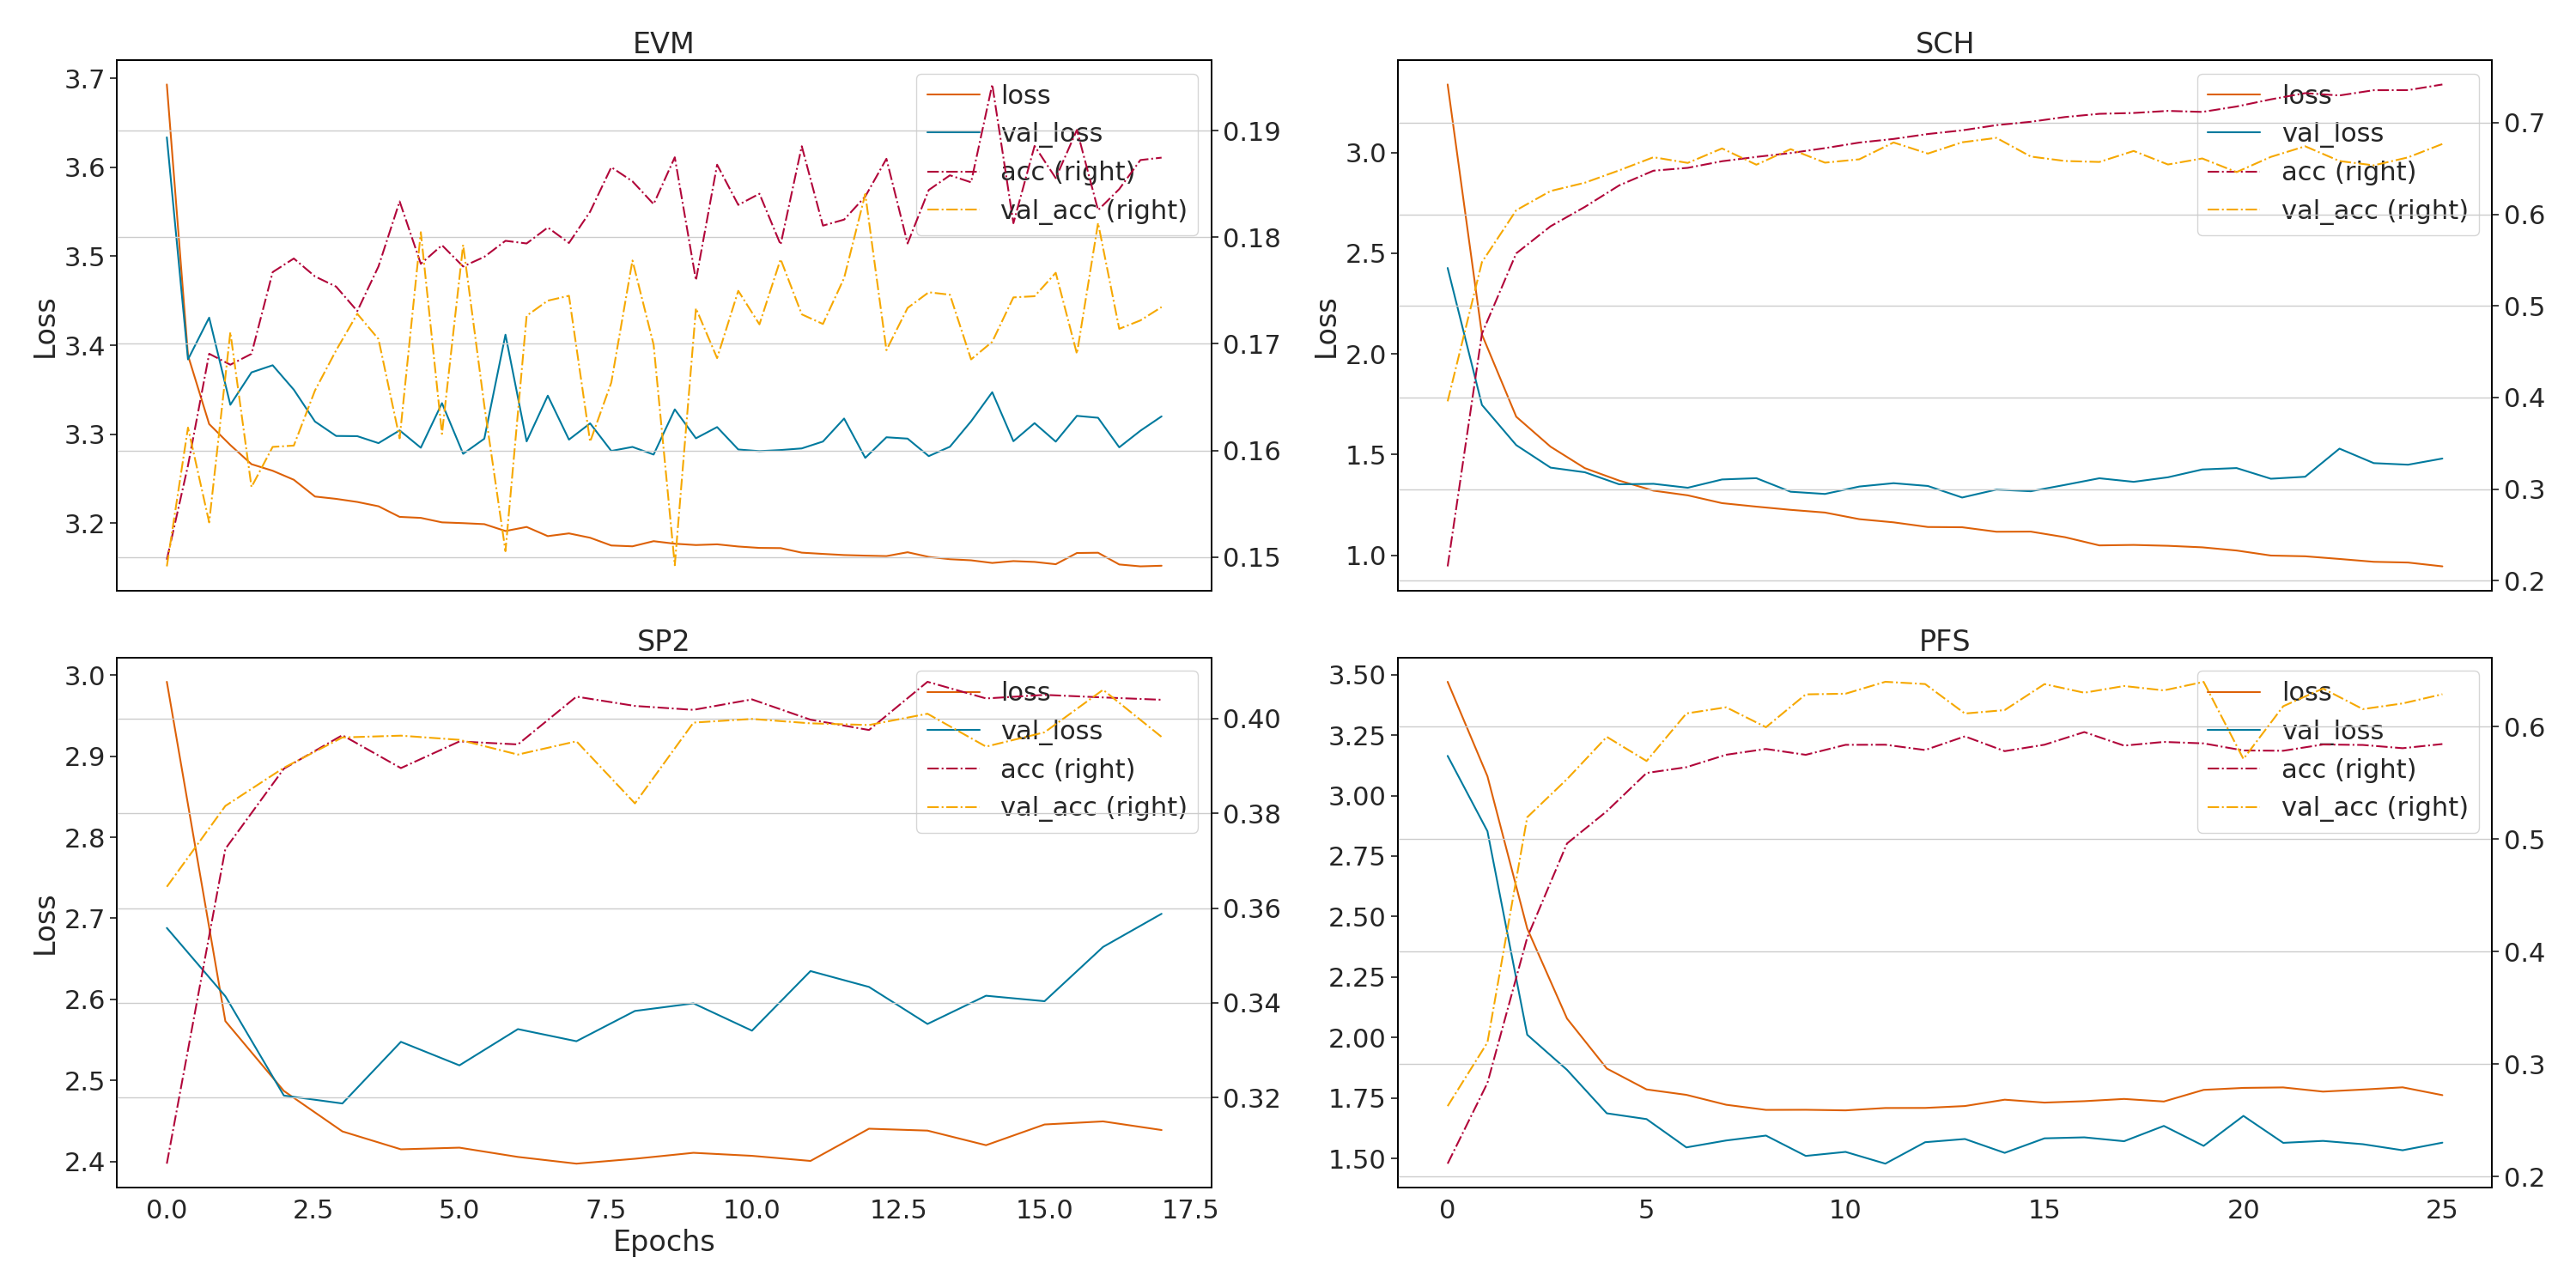 EVM
3.7
3.6
3.5
3.4
3.3
3.2
Loss
loss
val_loss
acc (right)
val_acc (right)
0.19
0.18
0.17
0.16
0.15
SCH
3.0
2.5
2.0
1.5
1.0
Loss
loss
val_loss
acc (right)
val_acc (right)
0.7
0.6
0.5
0.4
0.3
0.2
SP2
3.0
2.9
2.8
2.7
2.6
2.5
2.4
Loss
loss
val_loss
acc (right)
val_acc (right)
0.40
0.38
0.36
0.34
0.32
0.0 2.5 5.0 7.5 10.0 12.5 15.0 17.5
Epochs
PFS
3.50
3.25
3.00
2.75
2.50
2.25
2.00
1.75
1.50
loss
val_loss
acc (right)
val_acc (right)
0.6
0.5
0.4
0.3
0.2
0 5 10 15 20 25